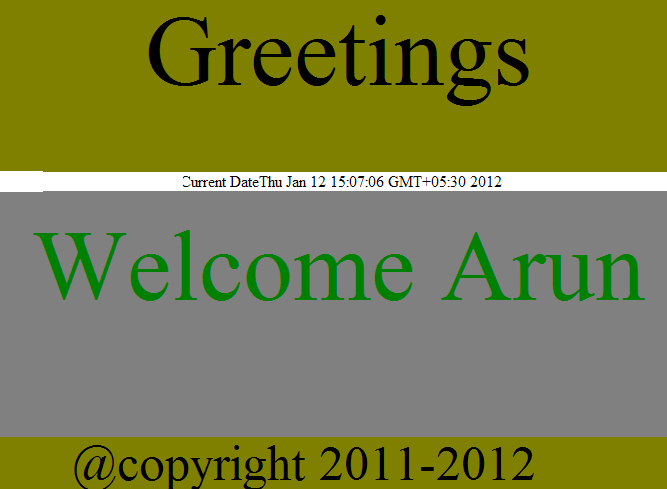 Greetings
Current DateThu Jan 12 15:07:06 GMT+05:30 2012
Welcome Arun
@copyright 2011-2012